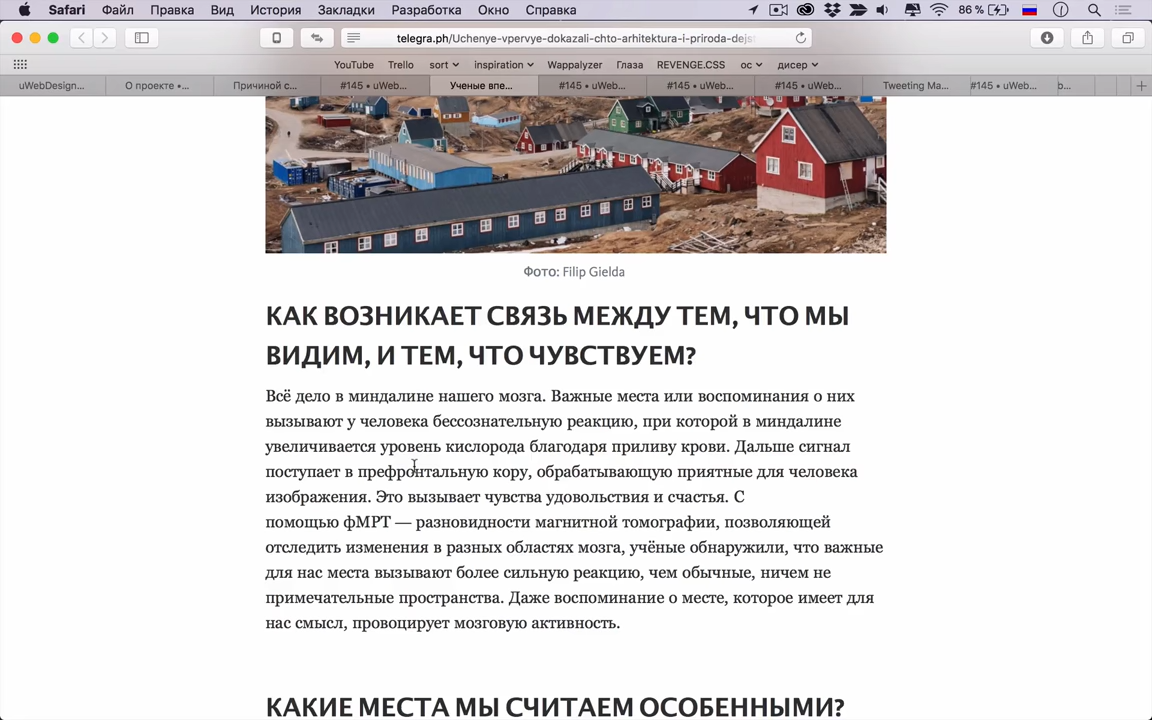 Safari Файл Правка Вид История Закладки Разработка Окно Справка 86 %
telegra.ph/Uchenye-vpervye-dokazali-chto-arhitektura-i-priroda-dejst
YouTube Trello sort inspiration Wappalyzer Глаза REVENGE.CSS ос дисер
uWebDesign... О проекте •... Причиной с... #145 • uWeb... Ученые впе... #145 • uWeb... #145 • uWeb... #145 • uWeb... Tweeting Ma... #145 • uWeb... b...
Фото: Filip Gielda
КАК ВОЗНИКАЕТ СВЯЗЬ МЕЖДУ ТЕМ, ЧТО МЫ
ВИДИМ, И ТЕМ, ЧТО ЧУВСТВУЕМ?
Всё дело в миндалине нашего мозга. Важные места или воспоминания о них
вызывают у человека бессознательную реакцию, при которой в миндалине
увеличивается уровень кислорода благодаря приливу крови. Дальше сигнал
поступает в префронтальную кору, обрабатывающую приятные для человека
изображения. Это вызывает чувства удовольствия и счастья. С
помощью фМРТ — разновидности магнитной томографии, позволяющей
отследить изменения в разных областях мозга, учёные обнаружили, что важные
для нас места вызывают более сильную реакцию, чем обычные, ничем не
примечательные пространства. Даже воспоминание о месте, которое имеет для
нас смысл, провоцирует мозговую активность.
КАКИЕ МЕСТА МЫ СЧИТАЕМ ОСОБЕННЫМИ?